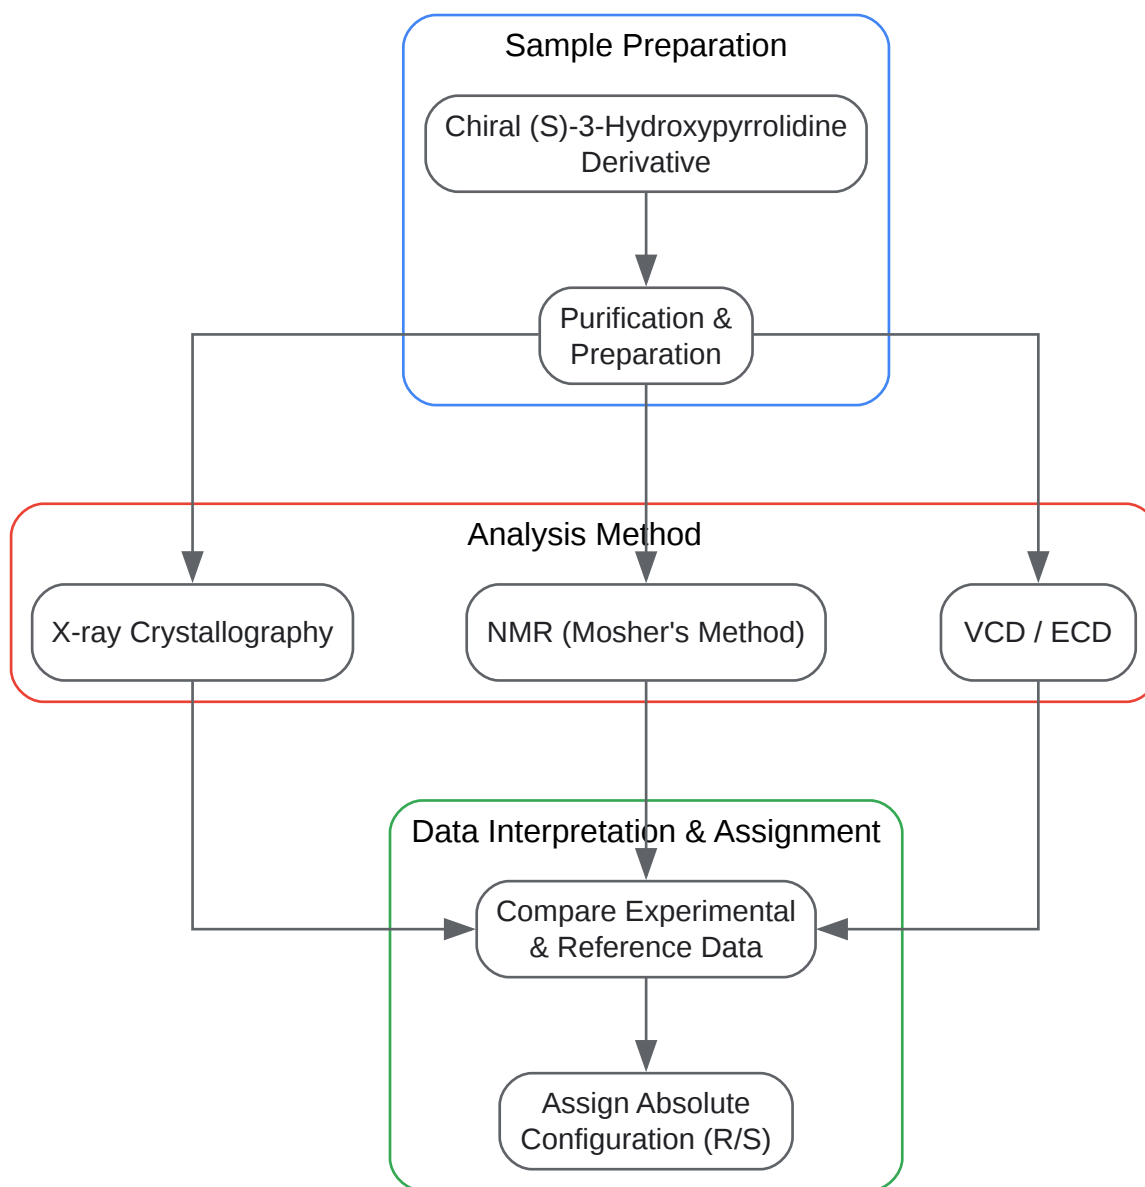 Sample Preparation
Chiral (S)-3-Hydroxypyrrolidine
Derivative
Purification &
Preparation
Analysis Method
X-ray Crystallography
NMR (Mosher's Method)
VCD / ECD
Data Interpretation & Assignment
Compare Experimental
& Reference Data
Assign Absolute
Configuration (R/S)